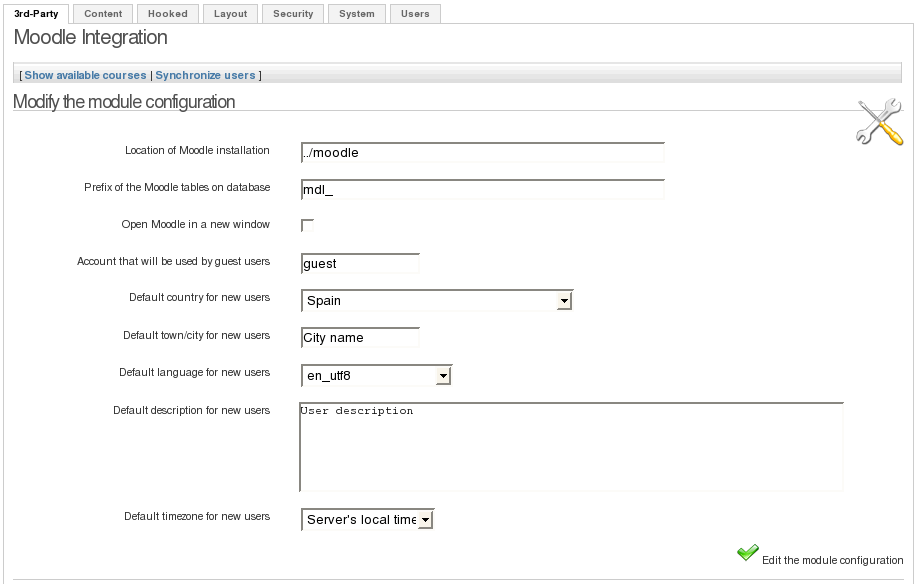 3rd-Party Content Hooked Layout Security System Users
Moodle Integration
[ Show available courses | Synchronize users ]
Modify the module configuration
Location of Moodle installation ../moodle
Prefix of the Moodle tables on database mdl_
Open Moodle in a new window
Account that will be used by guest users guest
Default country for new users Spain
Default town/city for new users City name
Default language for new users en_utf8
Default description for new users User description
Default timezone for new users Server's local time
Edit the module configuration